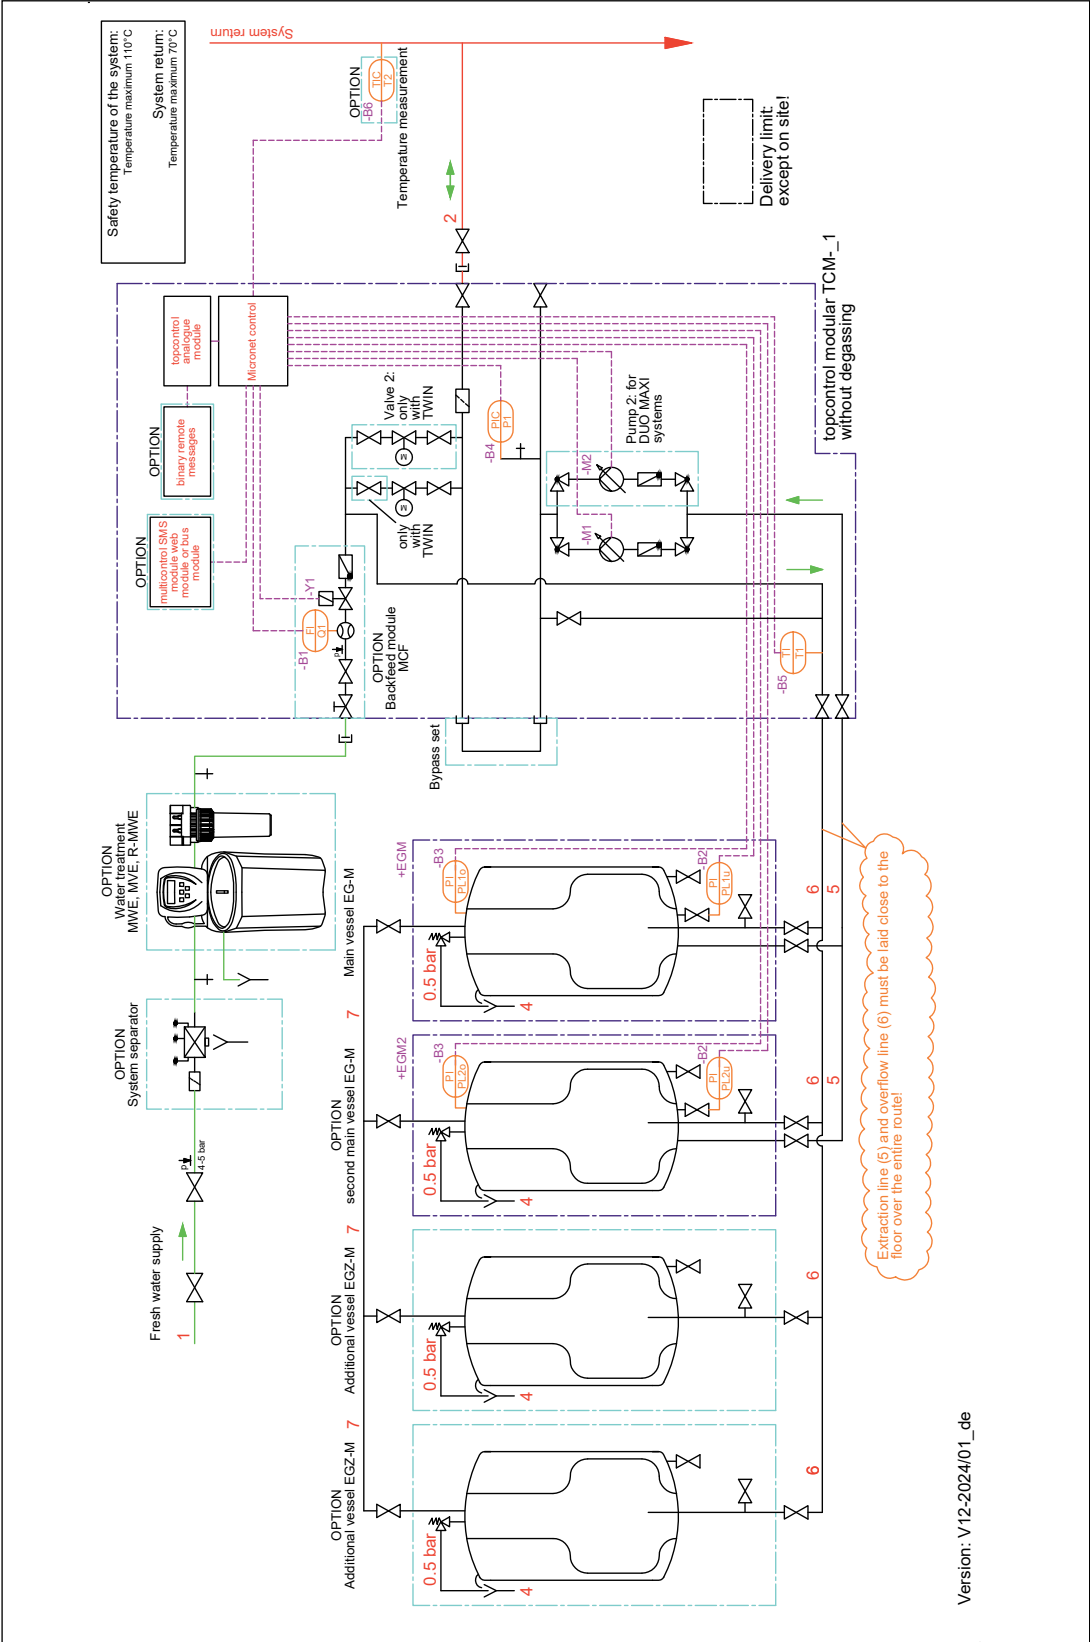 Safety temperature of the system:
Temperature maximum 110°C
System return:
Temperature maximum 70°C
System return
OPTION
-B6
TIC
T2
Temperature measurement
2
Delivery limit:
except on site!
topcontrol modular TCM-_1
without degassing
topcontrol
analogue
module
Micronet control
OPTION
binary remote
messages
OPTION
multicontrol SMS
module web
module or bus
module
Valve 2:
only
with
TWIN
M
M
only
with
TWIN
-B4
PIC
P1
Pump 2: for
DUO MAXI
systems
-M2
-M1
-Y1
-B1
FI
Q1
P
OPTION
Backfeed module
MCF
-B5
TI
T1
Bypass set
OPTION
Water treatment
MWE, MVE, R-MWE
OPTION
System separator
P
4-5 bar
Fresh water supply
1
Main vessel EG-M
+EGM
-B3
PI
PL1o
-B2
PI
PL1u
0.5 bar
4
7
6
5
OPTION
second main vessel EG-M
+EGM2
-B3
PI
PL2o
-B2
PI
PL2u
0.5 bar
4
7
6
5
OPTION
Additional vessel EGZ-M
0.5 bar
4
7
6
OPTION
Additional vessel EGZ-M
0.5 bar
4
6
Extraction line (5) and overflow line (6) must be laid close to the
floor over the entire route!
Version: V12-2024/01_de